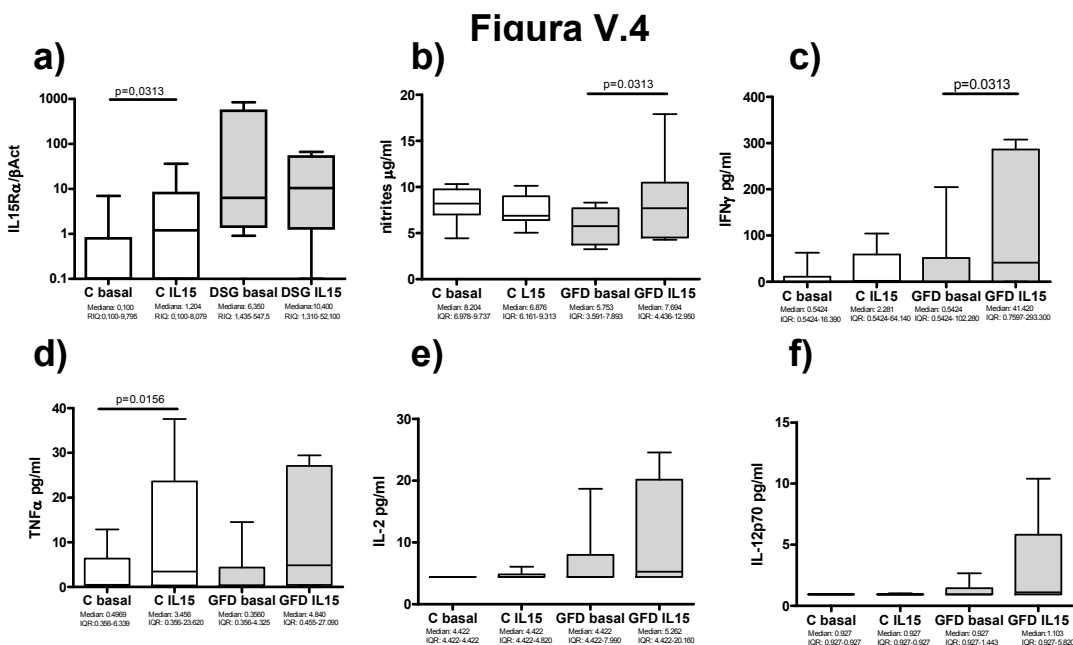 Figura V.4
a)
p=0,0313
IL15Rα/βAct
1000
100
10
1
0.1
C basal
C IL15
DSG basal
DSG IL15
Mediana: 0,100
RIQ:0,100-9,795
Mediana: 1,204
RIQ: 0,100-8,079
Mediana: 6,350
RIQ: 1,435-547,5
Mediana:10,400
RIQ: 1,310-52,100
b)
p=0.0313
nitrites µg/ml
20
15
10
5
0
C basal
C L15
GFD basal
GFD IL15
Median: 8.204
IQR: 6.978-9.737
Median: 6.876
IQR: 6.161-9.313
Median: 5.753
IQR: 3.591-7.893
Median: 7.694
IQR: 4.436-12.950
c)
p=0.0313
IFNγ pg/ml
400
300
200
100
0
C basal
C IL15
GFD basal
GFD IL15
Median: 0.5424
IQR: 0.5424-16.390
Median: 2.281
IQR: 0.5424-64.140
Median: 0.5424
IQR: 0.5424-102.280
Median: 41.420
IQR: 0.7597-293.300
d)
p=0.0156
TNFα pg/ml
40
30
20
10
0
C basal
C IL15
GFD basal
GFD IL15
Median: 0.4969
IQR:0.356-6.339
Median: 3.456
IQR: 0.356-23.620
Median: 0.3560
IQR: 0.356-4.325
Median: 4.840
IQR: 0.455-27.090
e)
IL-2 pg/ml
30
20
10
0
C basal
C IL15
GFD basal
GFD IL15
Median: 4.422
IQR: 4.422-4.422
Median: 4.422
IQR: 4.422-4.820
Median: 4.422
IQR: 4.422-7.990
Median: 5.262
IQR: 4.422-20.160
f)
IL-12p70 pg/ml
15
10
5
0
C basal
C IL15
GFD basal
GFD IL15
Median: 0.927
IQR: 0.927-0.927
Median: 0.927
IQR: 0.927-0.927
Median: 0.927
IQR: 0.927-1.443
Median: 1.103
IQR: 0.927-5.820